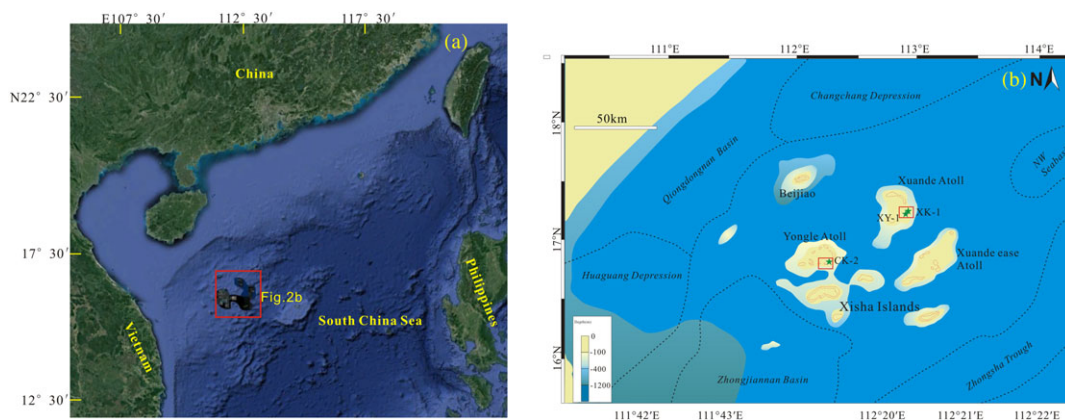 E107° 30′ 112° 30′ 117° 30′
(a)
China
N22° 30′
17° 30′
Fig.2b
South China Sea
Philippines
Vietnam
12° 30′
111°E 112°E 113°E 114°E
(b) N
Changchang Depression
50km
18°N
Qiongdongnan Basin
NW
Seabasin
Beijiao
Xuande Atoll
XY-1 XK-1
17°N
Yongle Atoll
CK-2
Xuande ease
Atoll
Huaguang Depression
Xisha Islands
0
-100
-400
-1200
16°N
Zhongjiannan Basin
Zhongsha Trough
111°42′E 111°43′E 112°20′E 112°22′E